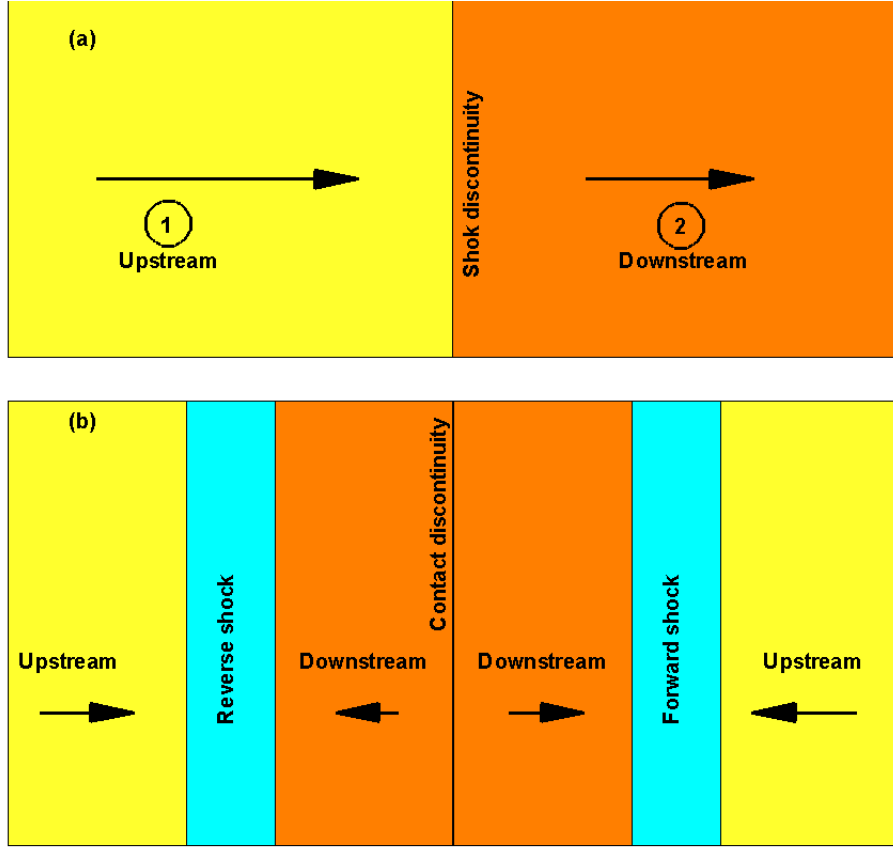 (a)
Shok discontinuity
1
2
Upstream
Downstream
(b)
Contact discontinuity
Reverse shock
Forward shock
Upstream
Downstream
Downstream
Upstream